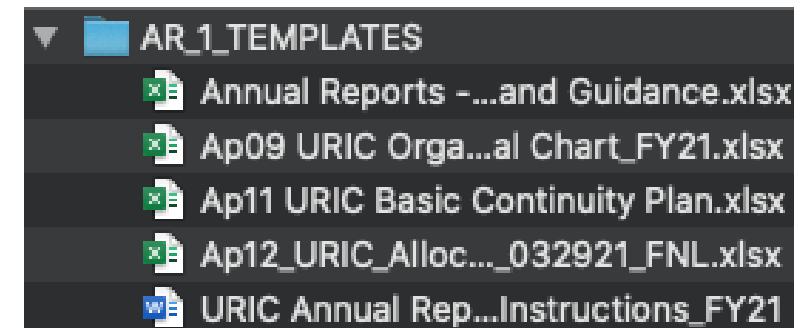 AR_1_TEMPLATES
Annual Reports -...and Guidance.xlsx
Ap09 URIC Orga...al Chart_FY21.xlsx
Ap11 URIC Basic Continuity Plan.xlsx
Ap12_URIC_Alloc..._032921_FNL.xlsx
URIC Annual Rep...Instructions_FY21